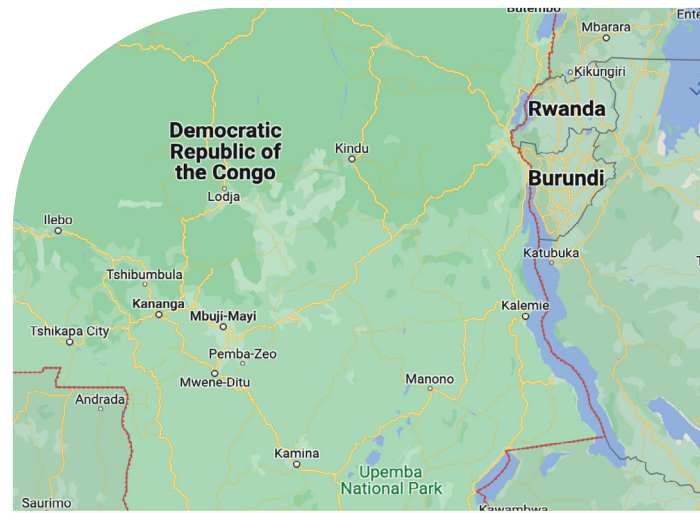 Butembo
Mbarara
Ente
Kikungiri
Rwanda
Democratic
Republic of
the Congo
Kindu
Burundi
Lodja
Ilebo
Katubuka
Tshibumbula
Kananga
Mbuji-Mayi
Kalemie
Tshikapa City
Pemba-Zeo
Mwene-Ditu
Manono
Andrada
Kamina
Upemba
National Park
Saurimo
Kawambwa